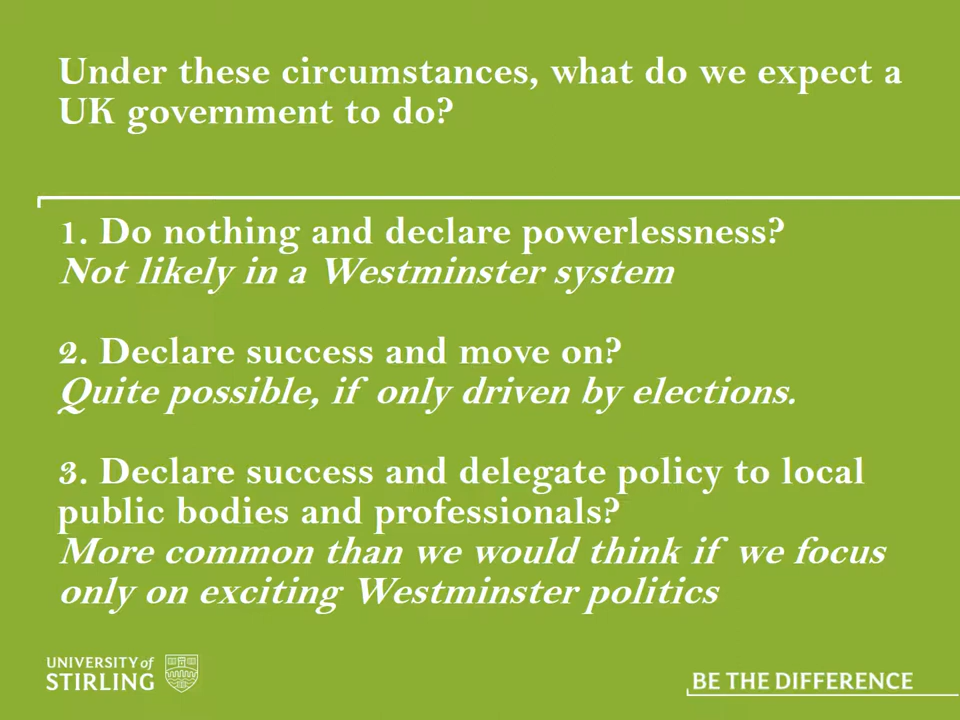 Under these circumstances, what do we expect a
UK government to do?
1. Do nothing and declare powerlessness?
Not likely in a Westminster system
2. Declare success and move on?
Quite possible, if only driven by elections.
3. Declare success and delegate policy to local
public bodies and professionals?
More common than we would think if we focus
only on exciting Westminster politics
UNIVERSITY of
STIRLING
BE THE DIFFERENCE